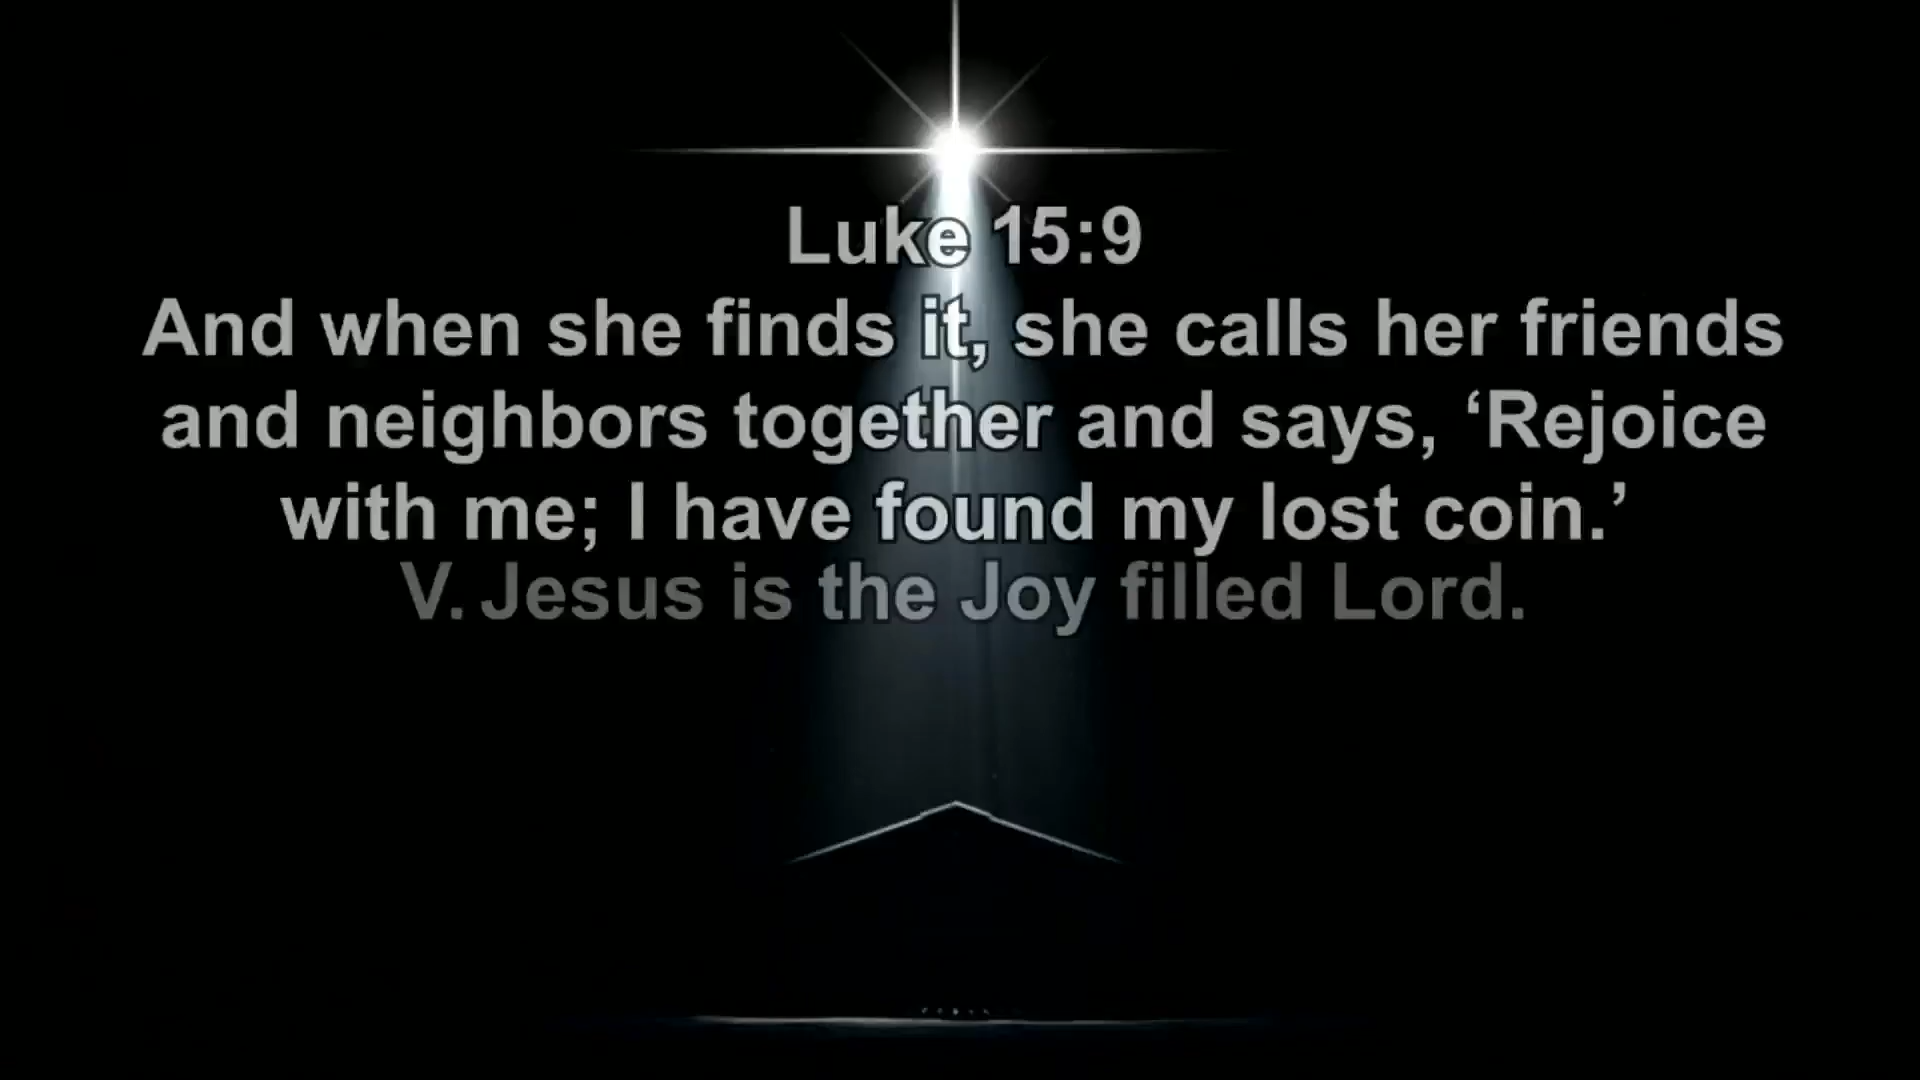 Luke 15:9
And when she finds it, she calls her friends
and neighbors together and says, ‘Rejoice
with me; I have found my lost coin.’
V. Jesus is the Joy filled Lord.